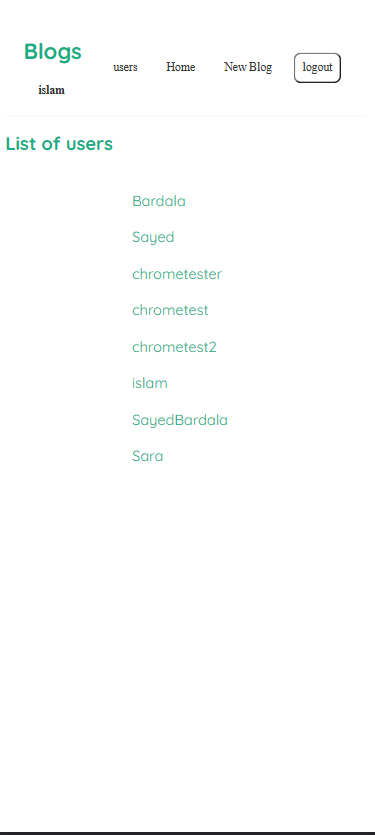 Blogs
islam
users Home New Blog logout
List of users
Bardala
Sayed
chrometester
chrometest
chrometest2
islam
SayedBardala
Sara